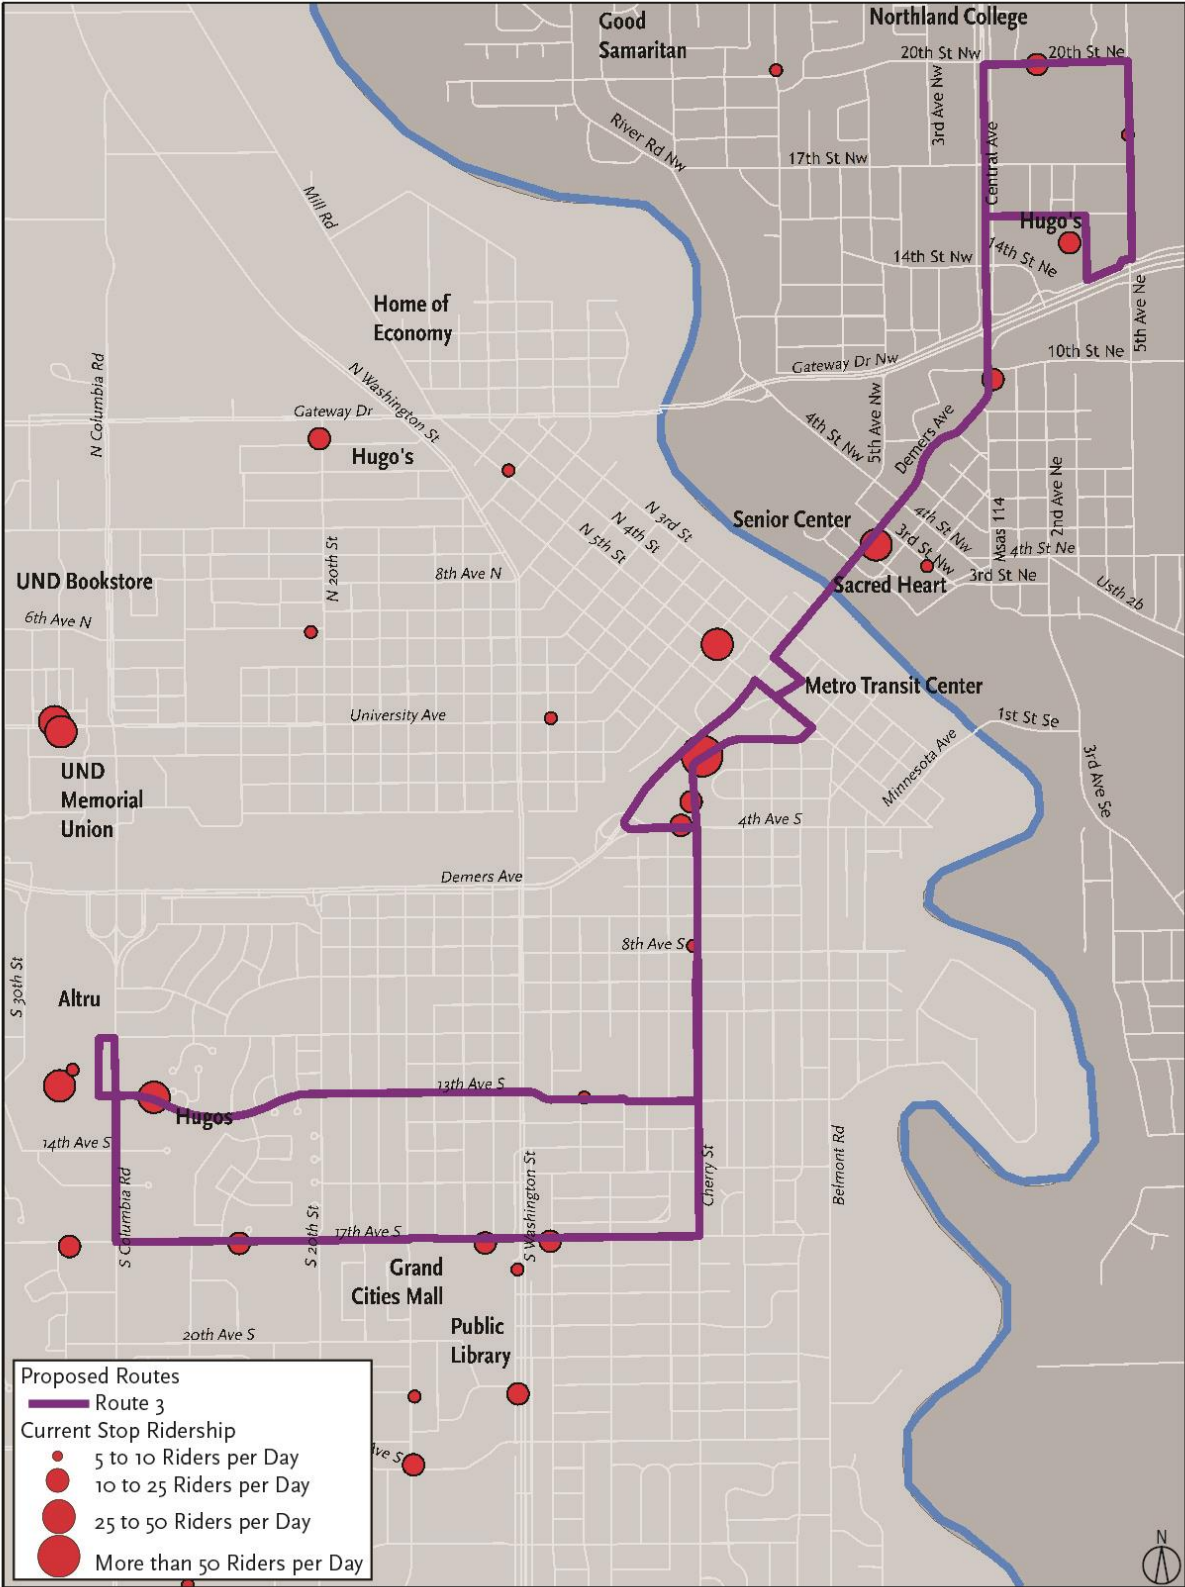 Northland College
Good
Samaritan
20th St Nw
20th St Ne
3rd Ave Nw
River Rd Nw
17th St Nw
Central Ave
Mill Rd
Hugo's
14th St Nw
14th St Ne
5th Ave Ne
Home of
Economy
N Columbia Rd
N Washington St
Gateway Dr Nw
10th St Ne
Gateway Dr
Hugo's
4th St Nw
5th Ave Nw
Demers Ave
2nd Ave Ne
N 3rd St
N 4th St
N 5th St
Senior Center
4th St Nw
3rd St Nw
Msas 114
4th St Ne
3rd St Ne
Usth 2b
Sacred Heart
UND Bookstore
6th Ave N
N 20th St
8th Ave N
Metro Transit Center
University Ave
1st St Se
Minnesota Ave
3rd Ave Se
UND
Memorial
Union
4th Ave S
Demers Ave
8th Ave S
S 30th St
Altru
13th Ave S
Hugos
14th Ave S
S Columbia Rd
S 20th St
17th Ave S
S Washington St
Cherry St
Belmont Rd
Grand
Cities Mall
Public
Library
20th Ave S
Ave S
Proposed Routes
Route 3
Current Stop Ridership
5 to 10 Riders per Day
10 to 25 Riders per Day
25 to 50 Riders per Day
More than 50 Riders per Day
N